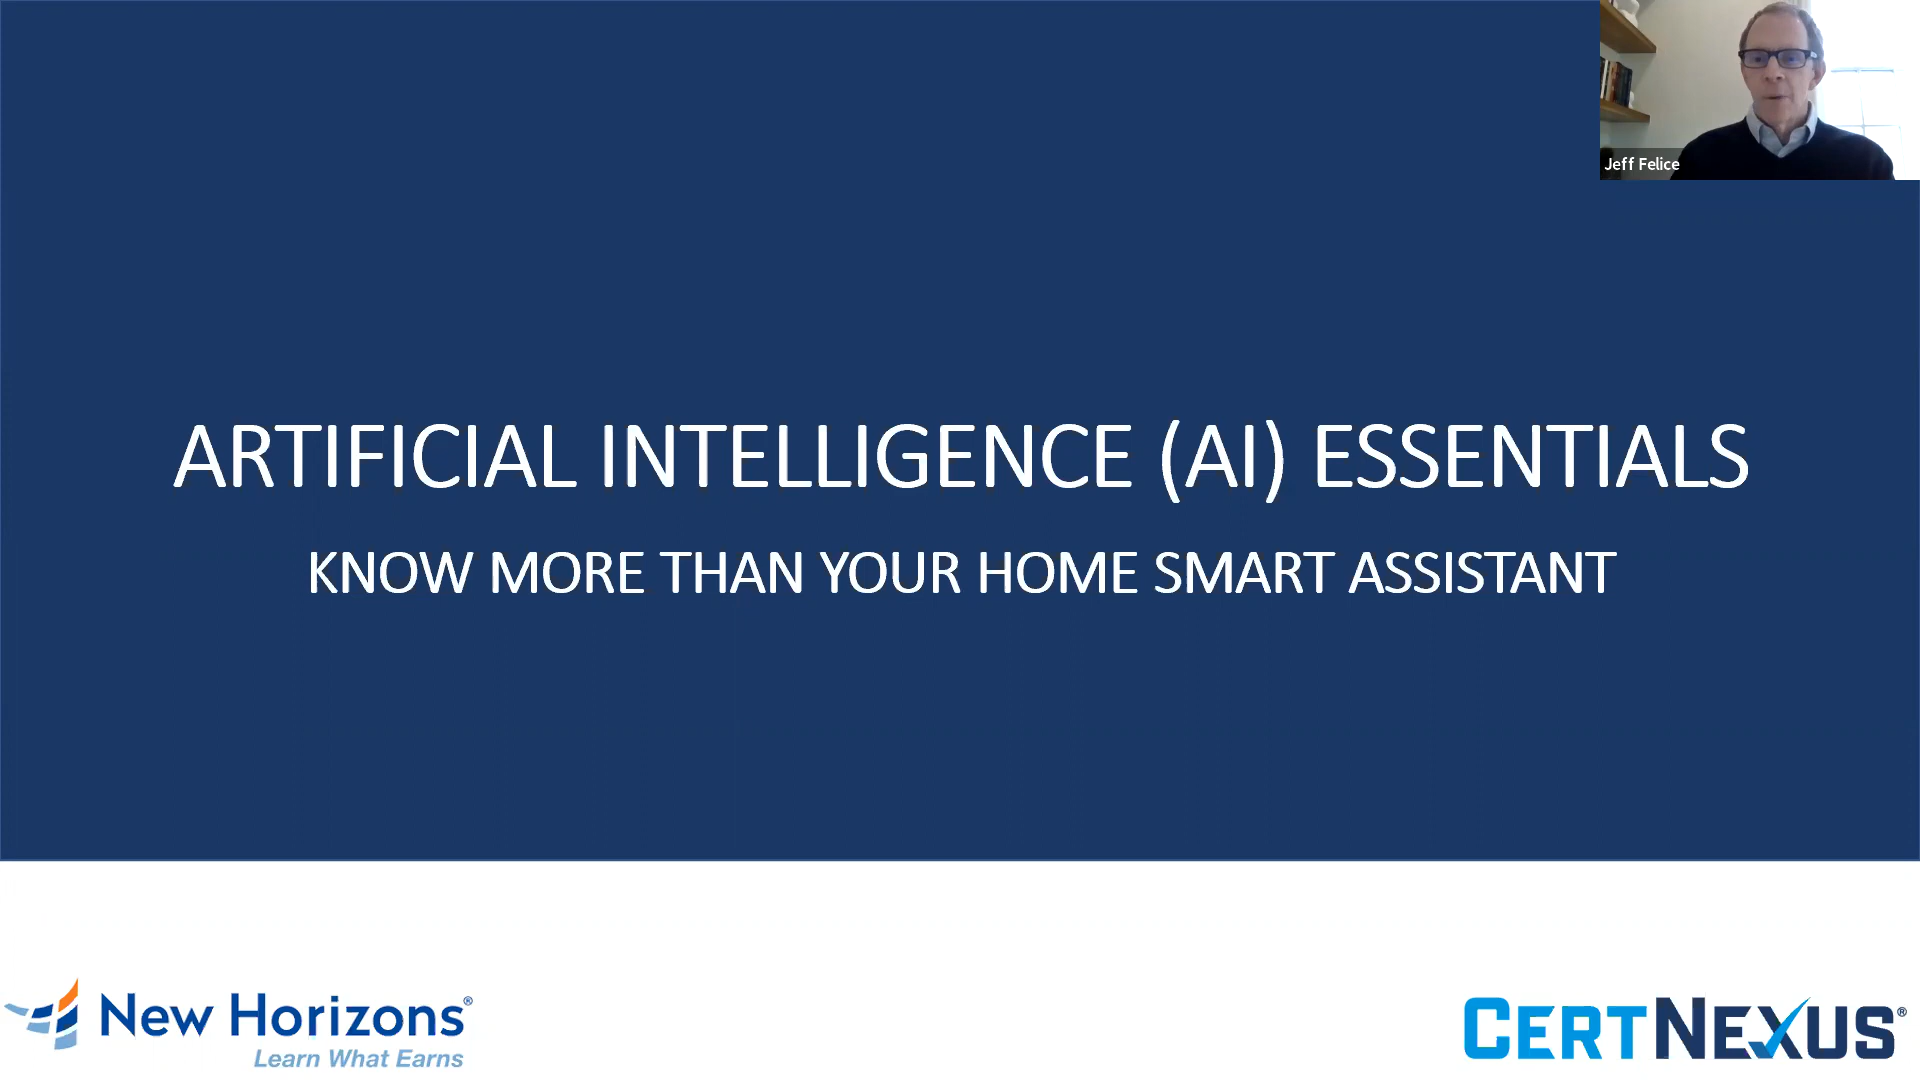 Jeff Felice
ARTIFICIAL INTELLIGENCE (AI) ESSENTIALS
KNOW MORE THAN YOUR HOME SMART ASSISTANT
New Horizons®
Learn What Earns
CERTNEXUS®